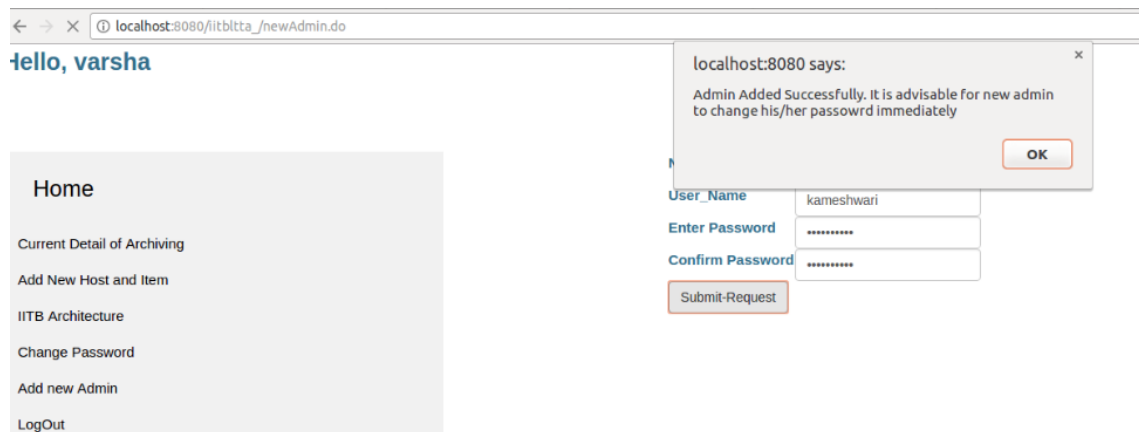 localhost:8080/iitbltta_/newAdmin.do
Hello, varsha
localhost:8080 says:
Admin Added Successfully. It is advisable for new admin
to change his/her passowrd immediately
OK
Home
Current Detail of Archiving
Add New Host and Item
IITB Architecture
Change Password
Add new Admin
LogOut
User_Name kameshwari
Enter Password ••••••••••
Confirm Password ••••••••••
Submit-Request